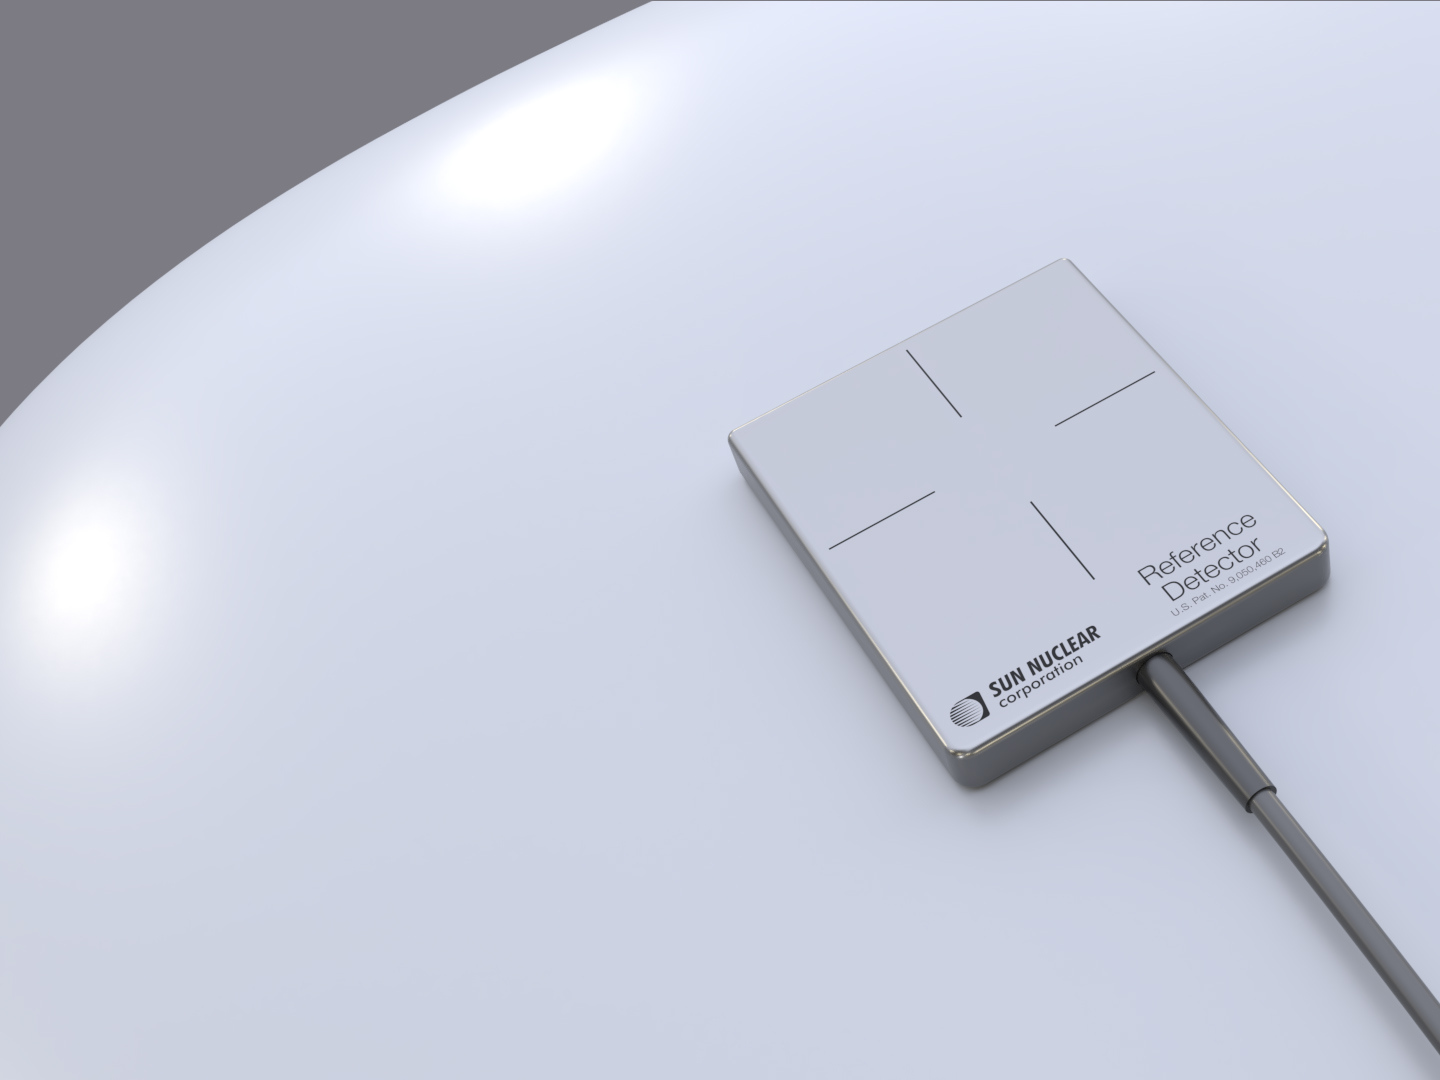 Reference
Detector
U.S. Pat. No. 9,050,460 B2
SUN NUCLEAR
corporation